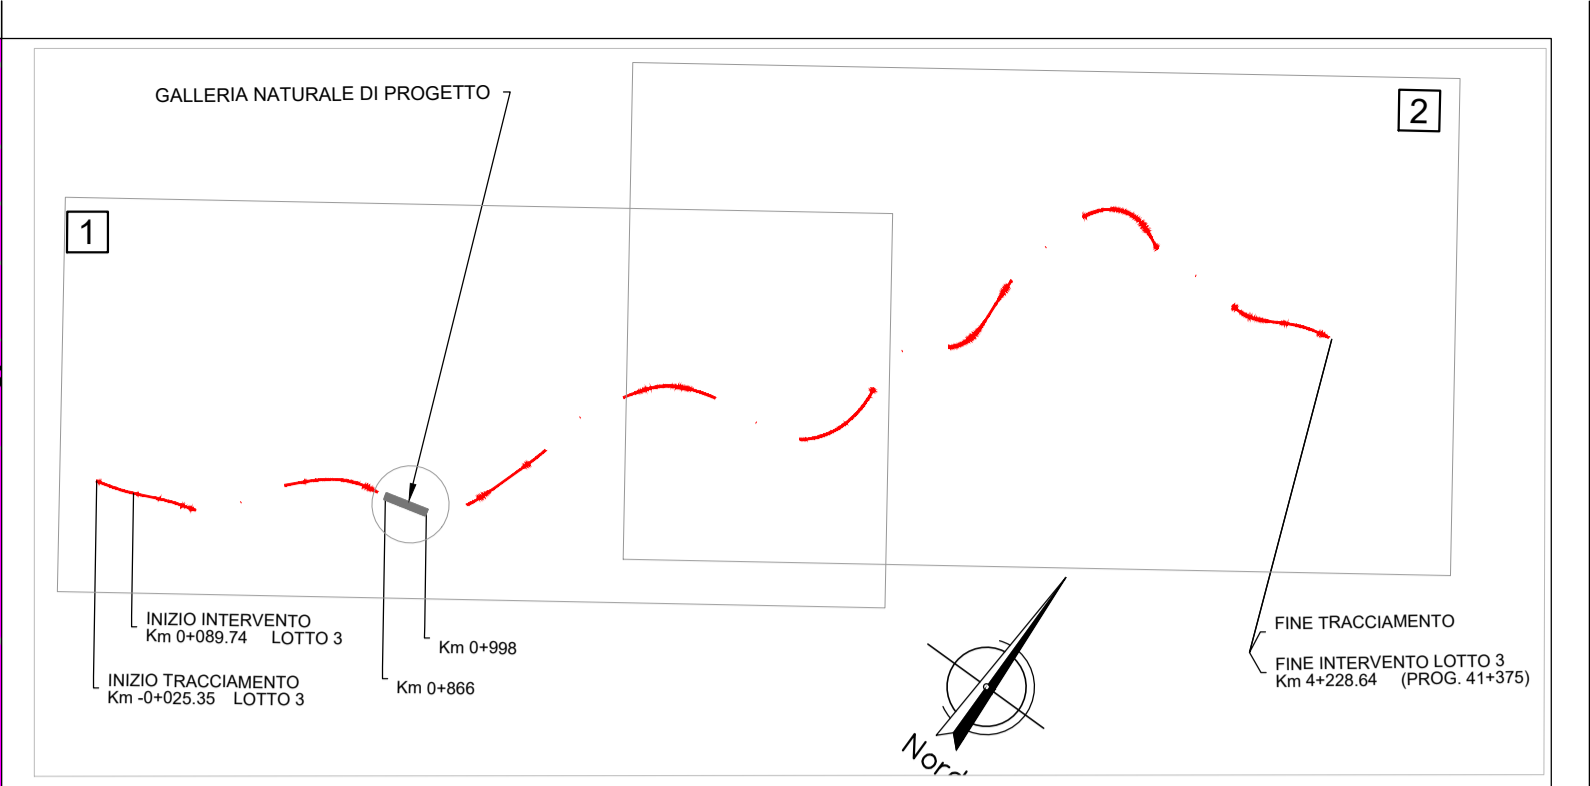 GALLERIA NATURALE DI PROGETTO
2
1
INIZIO INTERVENTO
Km 0+089.74 LOTTO 3
Km 0+998
INIZIO TRACCIAMENTO
Km -0+025.35 LOTTO 3
Km 0+866
FINE TRACCIAMENTO
FINE INTERVENTO LOTTO 3
Km 4+228.64 (PROG. 41+375)
Nord